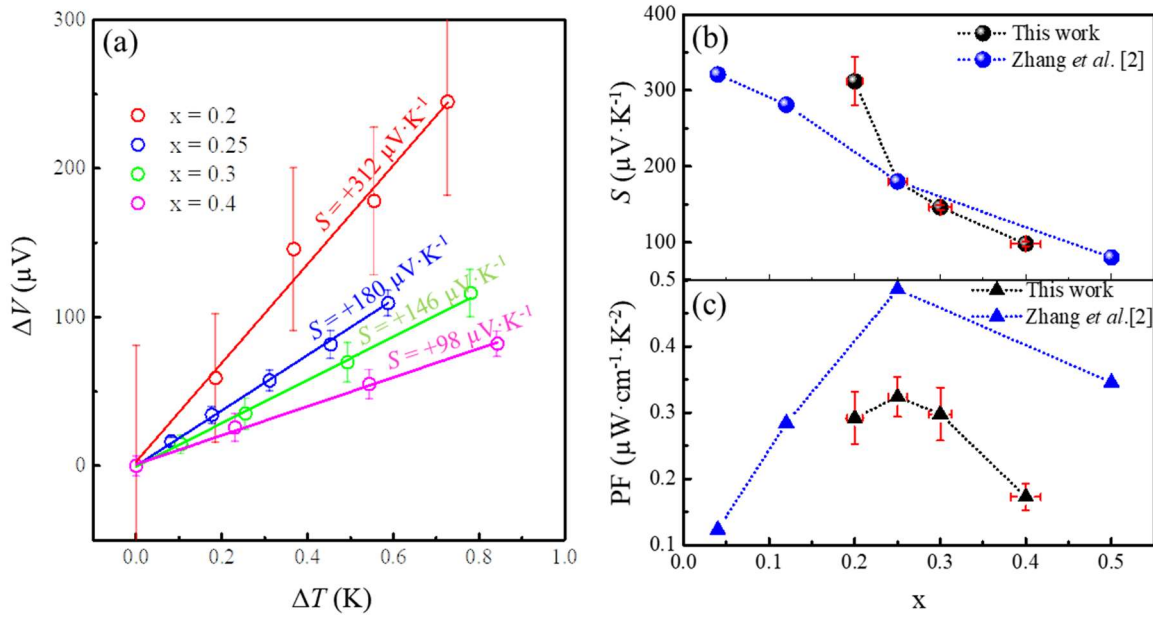 (a)
300
200
100
0
ΔV (µV)
x = 0.2
x = 0.25
x = 0.3
x = 0.4
S = +312 µV·K⁻¹
S = +180 µV·K⁻¹
S = +146 µV·K⁻¹
S = +98 µV·K⁻¹
0.0 0.2 0.4 0.6 0.8 1.0
ΔT (K)
(b)
400
300
200
100
S (µV·K⁻¹)
This work
Zhang et al. [2]
(c)
0.5
0.4
0.3
0.2
0.1
PF (µW·cm⁻¹·K⁻²)
This work
Zhang et al.[2]
0.0 0.1 0.2 0.3 0.4 0.5
x